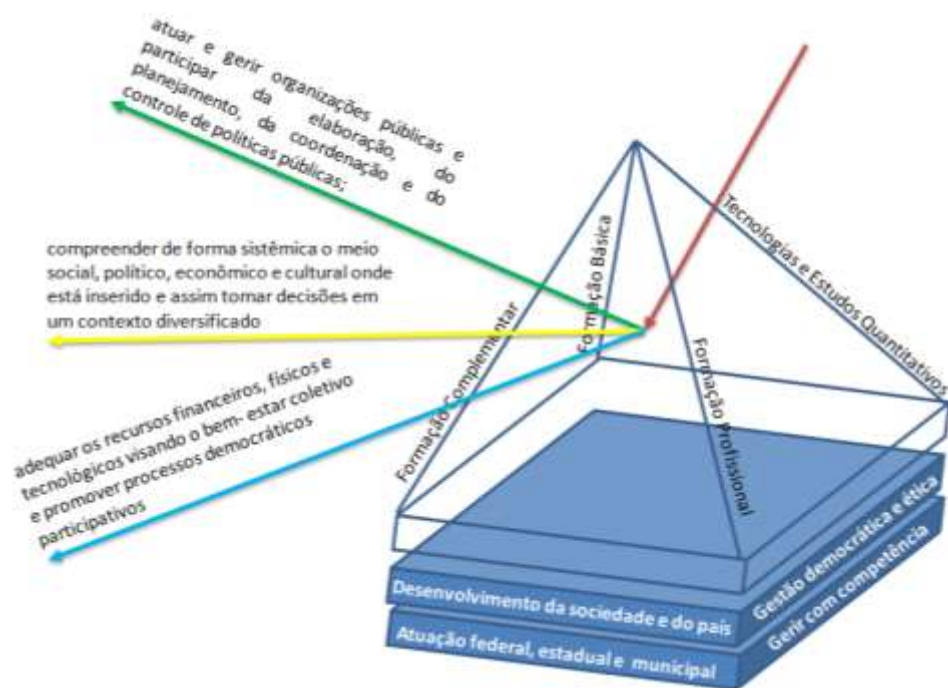 atuar e gerir organizações públicas e
participar da elaboração, do
planejamento, da coordenação e do
controle de políticas públicas;
compreender de forma sistêmica o meio
social, político, econômico e cultural onde
está inserido e assim tomar decisões em
um contexto diversificado
adequar os recursos financeiros, físicos e
tecnológicos visando o bem- estar coletivo
e promover processos democráticos
participativos
Formação Complementar
Formação Básica
Formação Profissional
Tecnologias e Estudos Quantitativos
Desenvolvimento da sociedade e do país
Gestão democrática e ética
Atuação federal, estadual e municipal
Gerir com competência